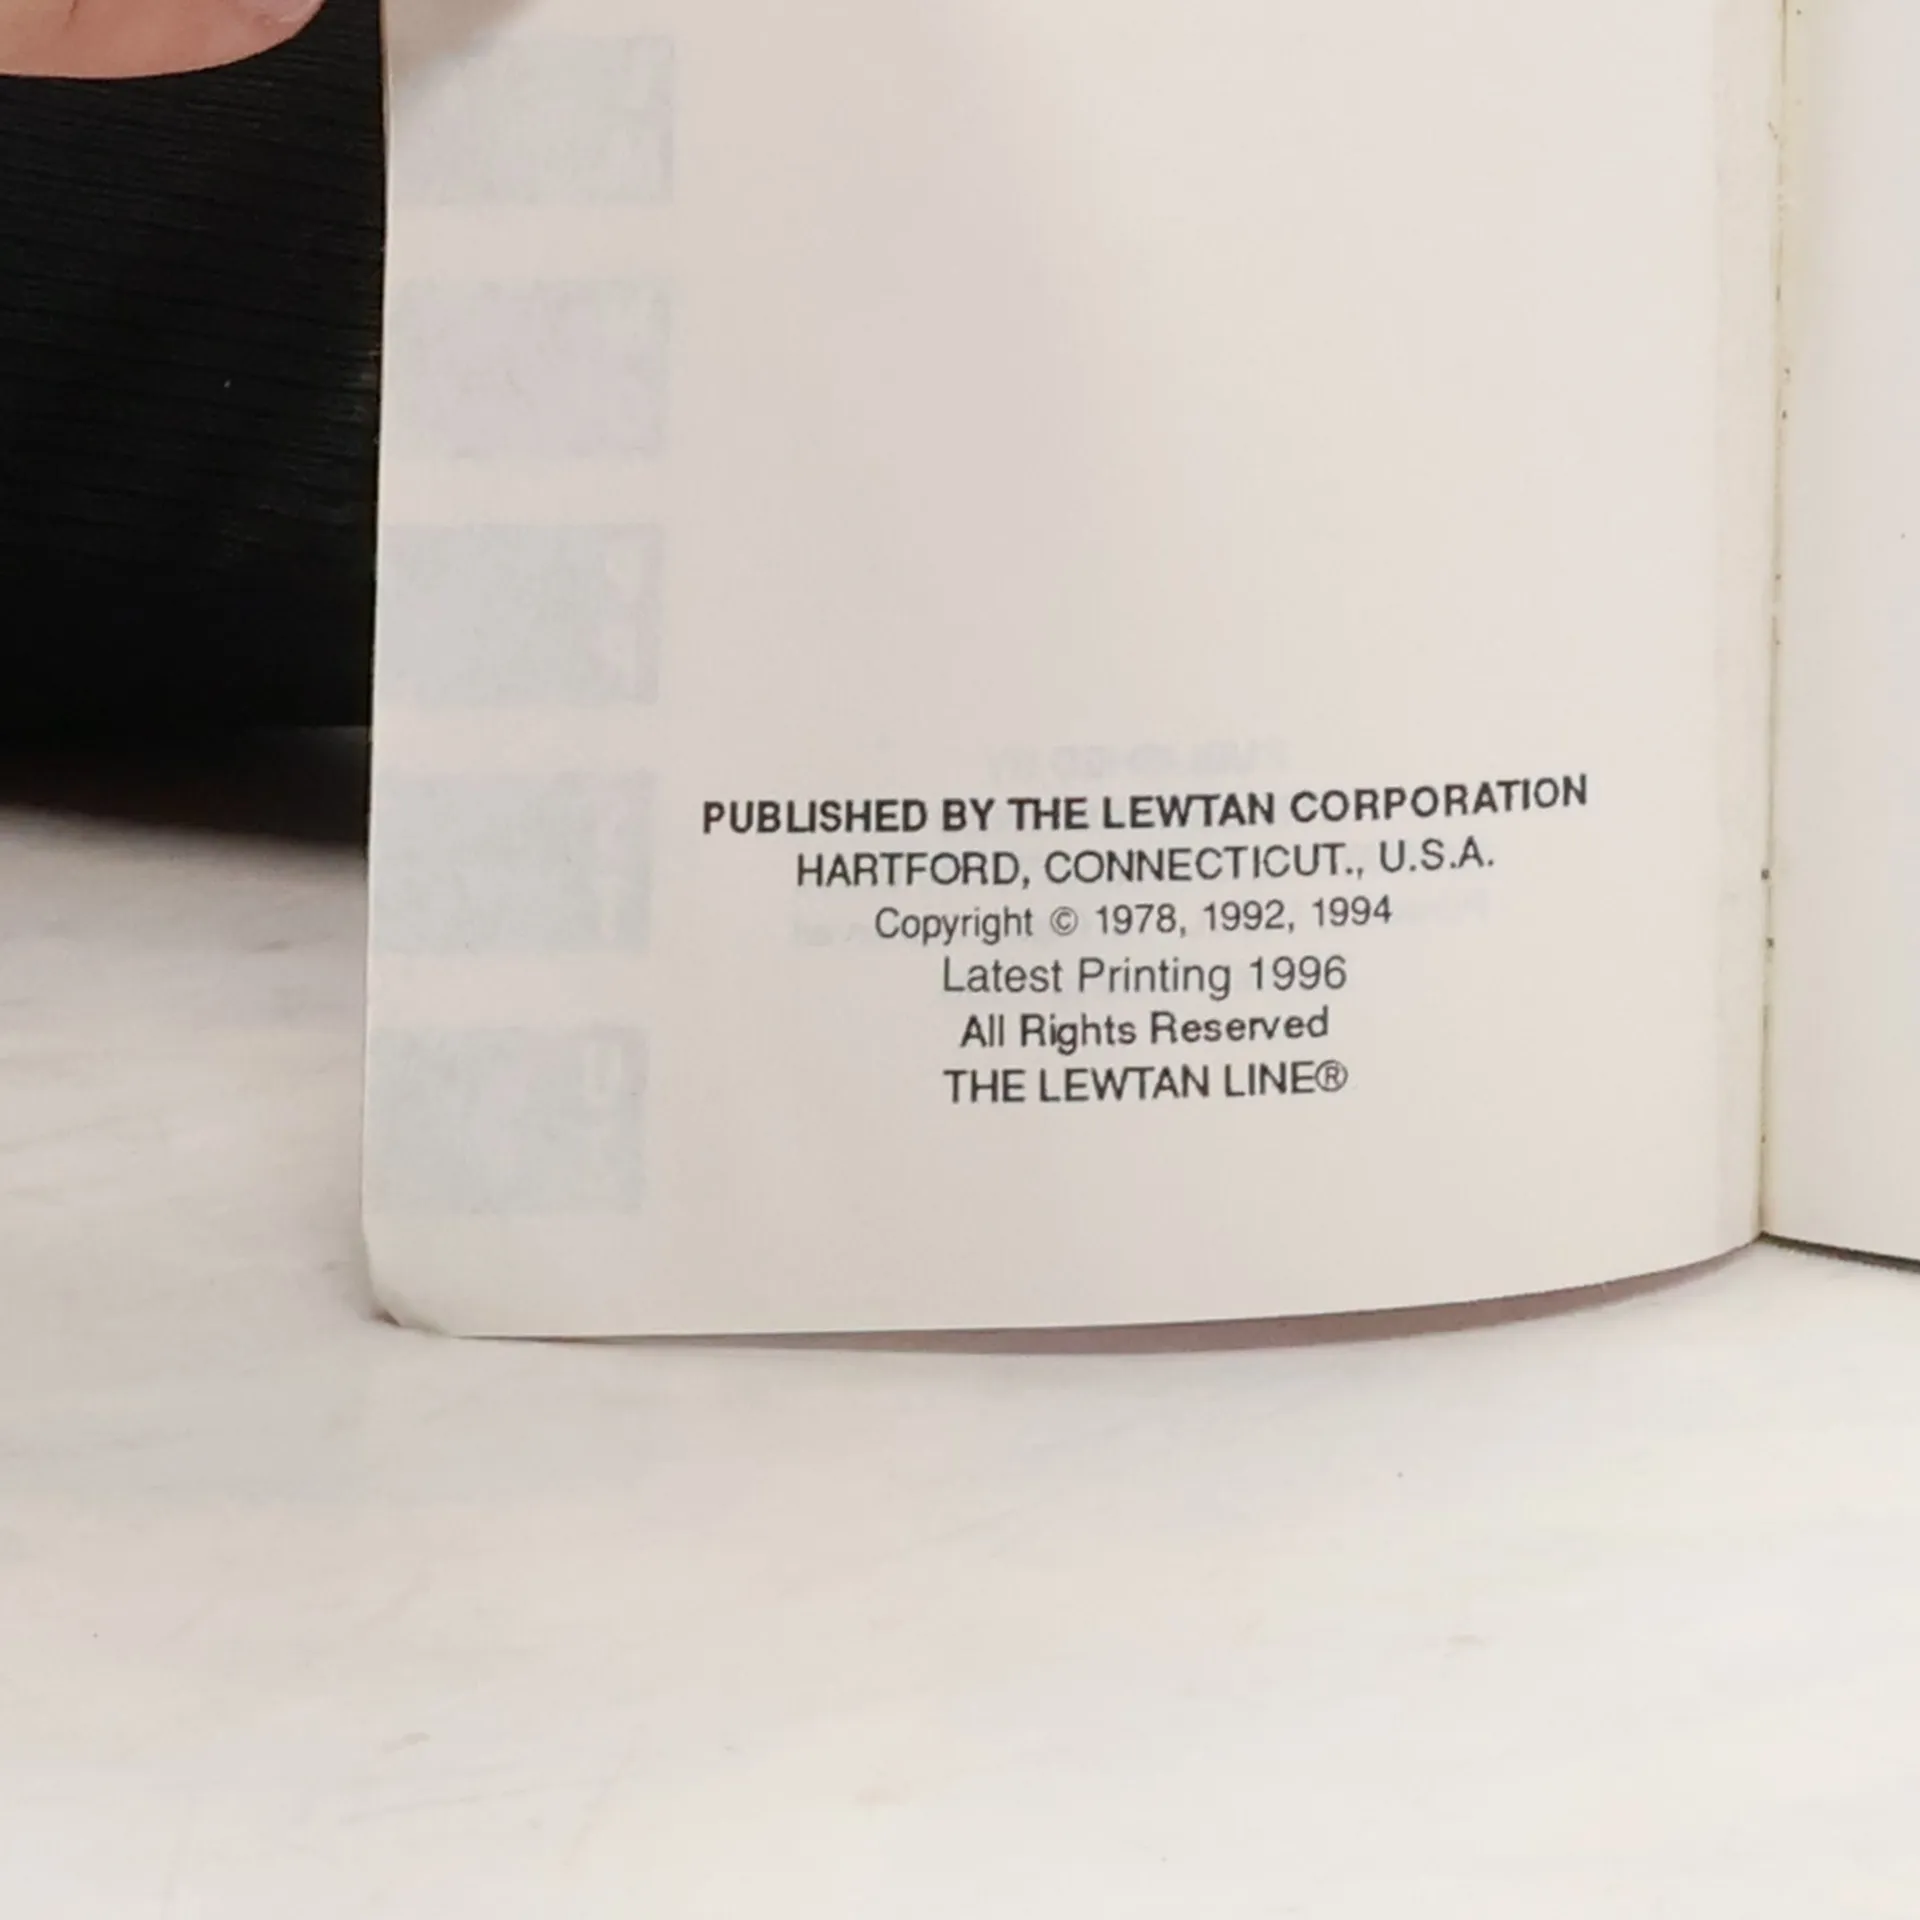 PUBLISHED BY THE LEWTAN CORPORATION
HARTFORD, CONNECTICUT., U.S.A.
Copyright © 1978, 1992, 1994
Latest Printing 1996
All Rights Reserved
THE LEWTAN LINE®